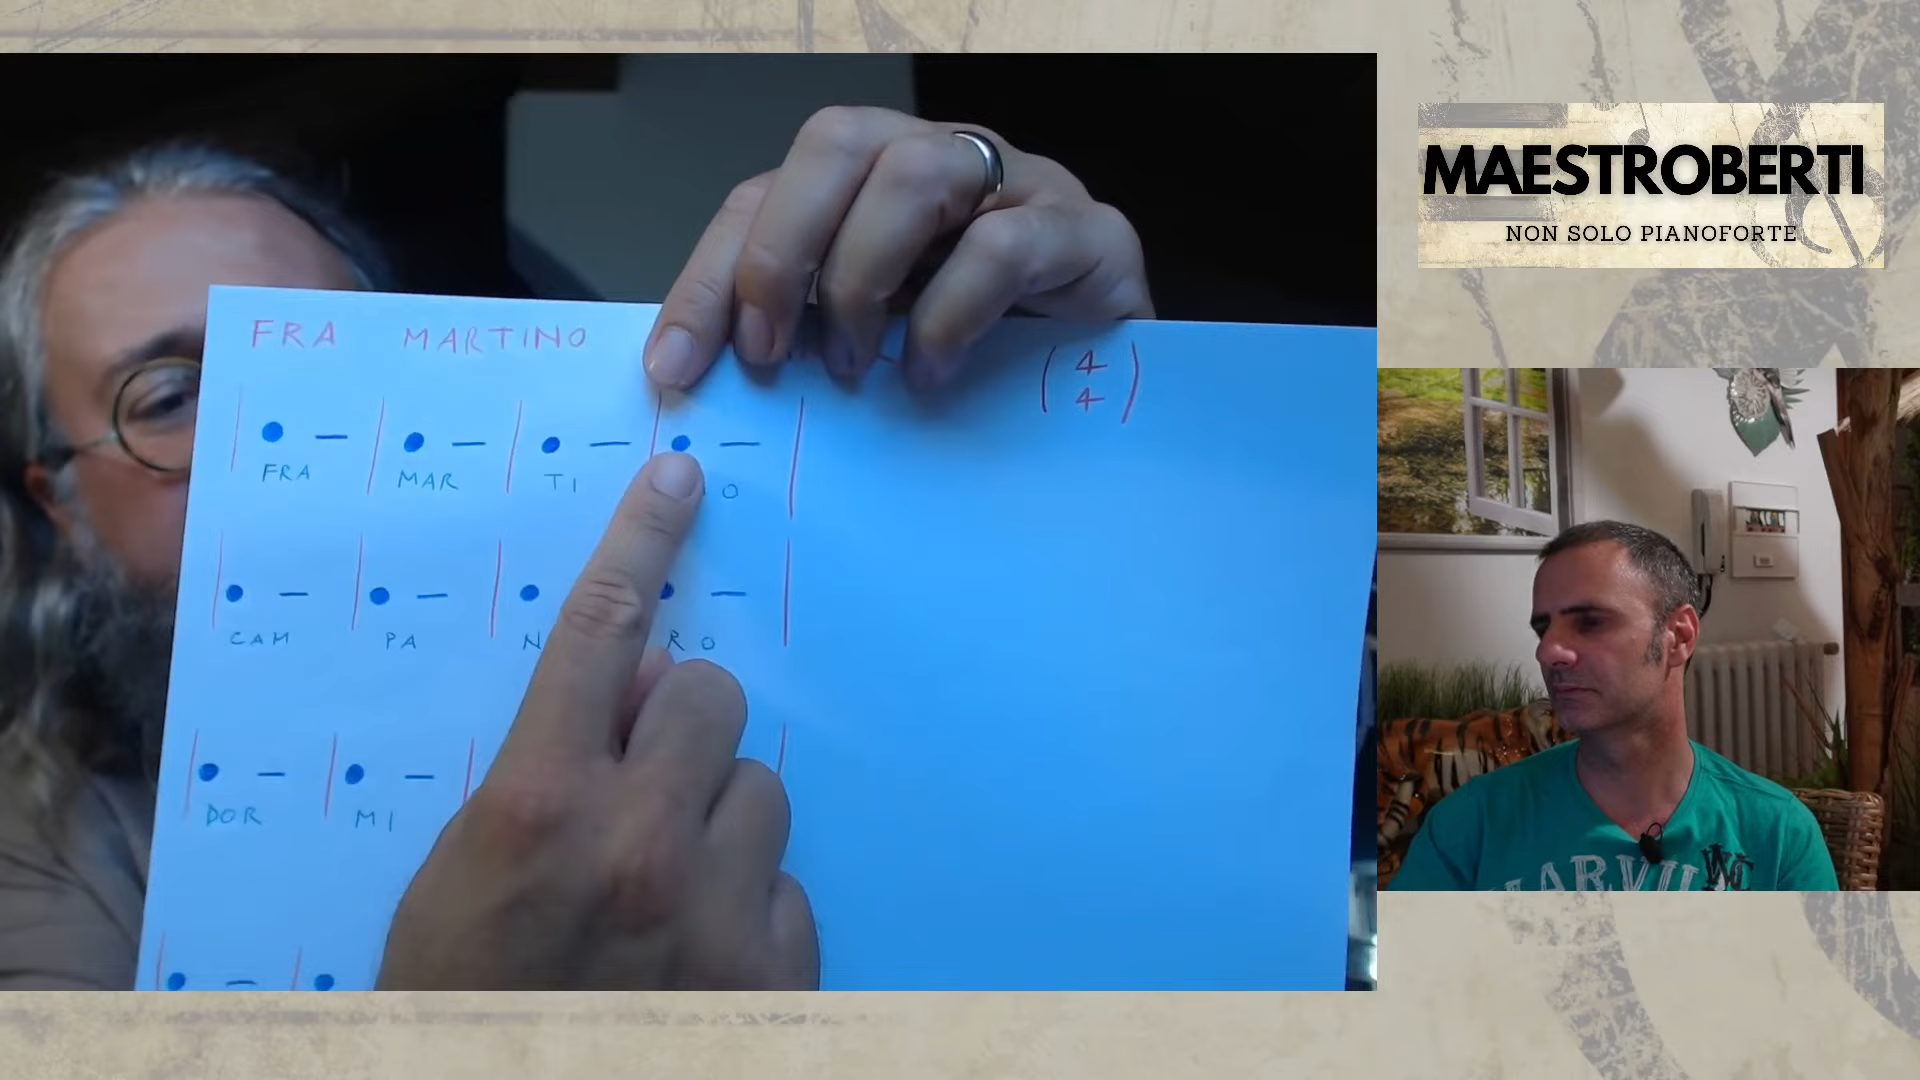 FRA MARTINO
( 4
4 )
FRA MAR TI
CAM PA RO
DOR MI
MAESTROBERTI
NON SOLO PIANOFORTE